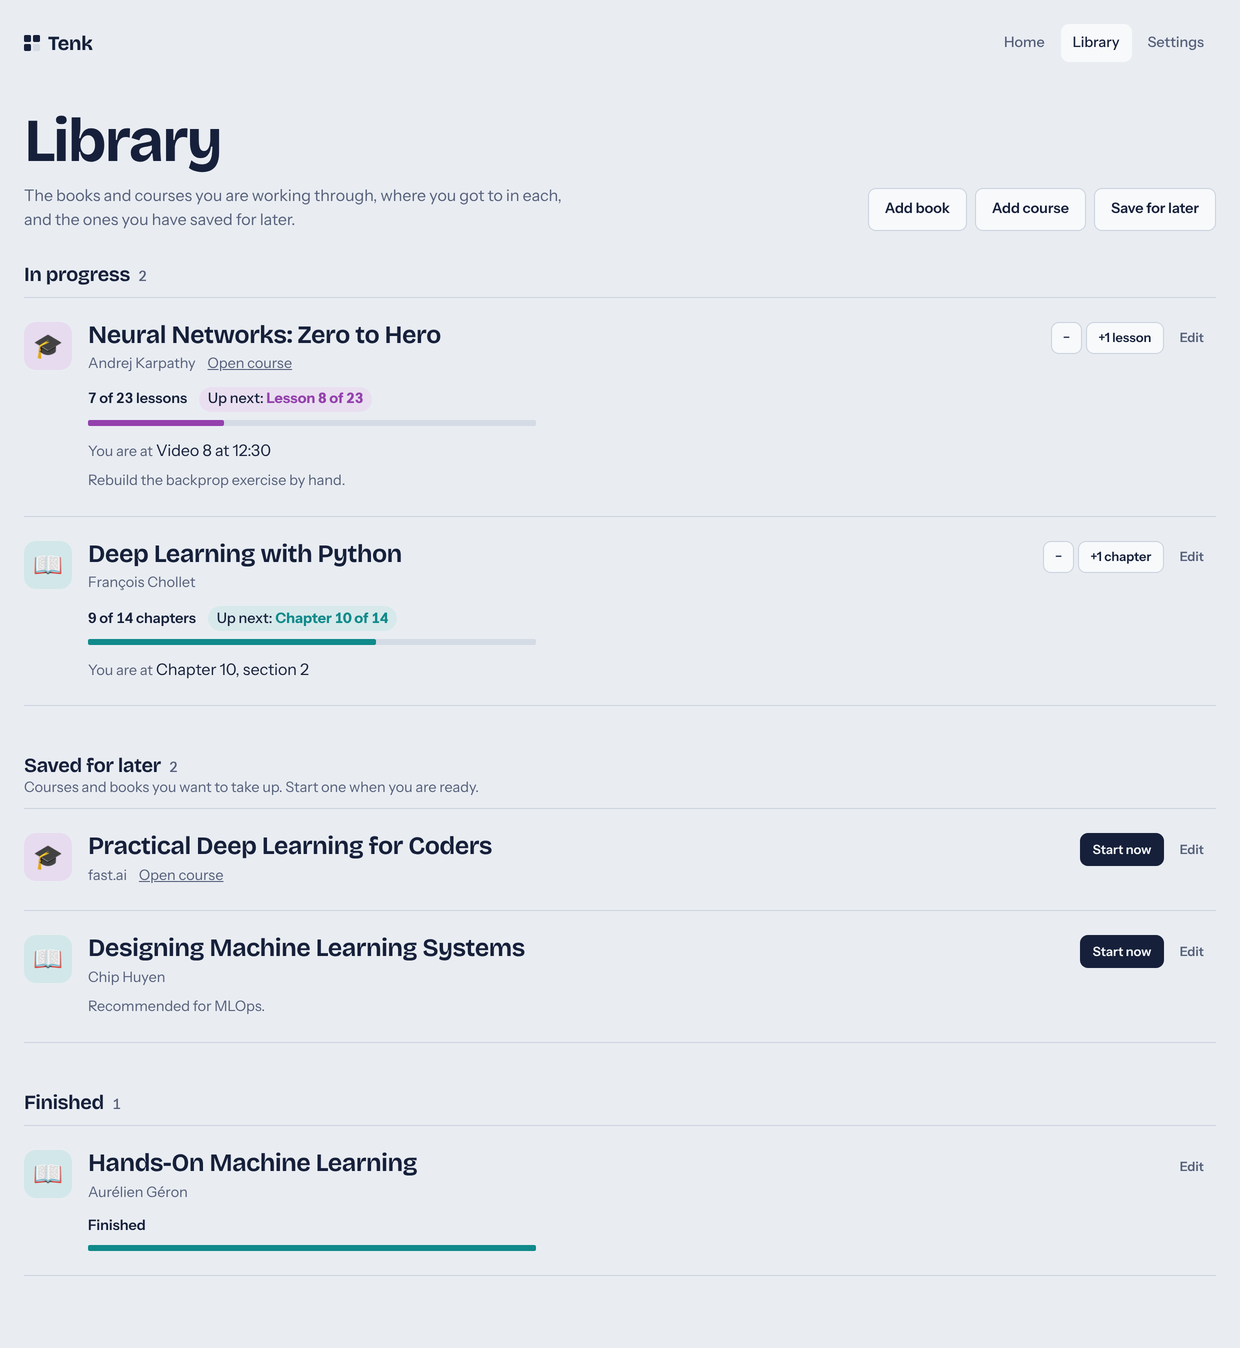 Tenk
Home Library Settings
Library
The books and courses you are working through, where you got to in each,
and the ones you have saved for later.
Add book Add course Save for later
In progress 2
Neural Networks: Zero to Hero
− +1 lesson Edit
Andrej Karpathy Open course
7 of 23 lessons Up next: Lesson 8 of 23
You are at Video 8 at 12:30
Rebuild the backprop exercise by hand.
Deep Learning with Python
− +1 chapter Edit
François Chollet
9 of 14 chapters Up next: Chapter 10 of 14
You are at Chapter 10, section 2
Saved for later 2
Courses and books you want to take up. Start one when you are ready.
Practical Deep Learning for Coders
Start now Edit
fast.ai Open course
Designing Machine Learning Systems
Start now Edit
Chip Huyen
Recommended for MLOps.
Finished 1
Hands-On Machine Learning
Edit
Aurélien Géron
Finished